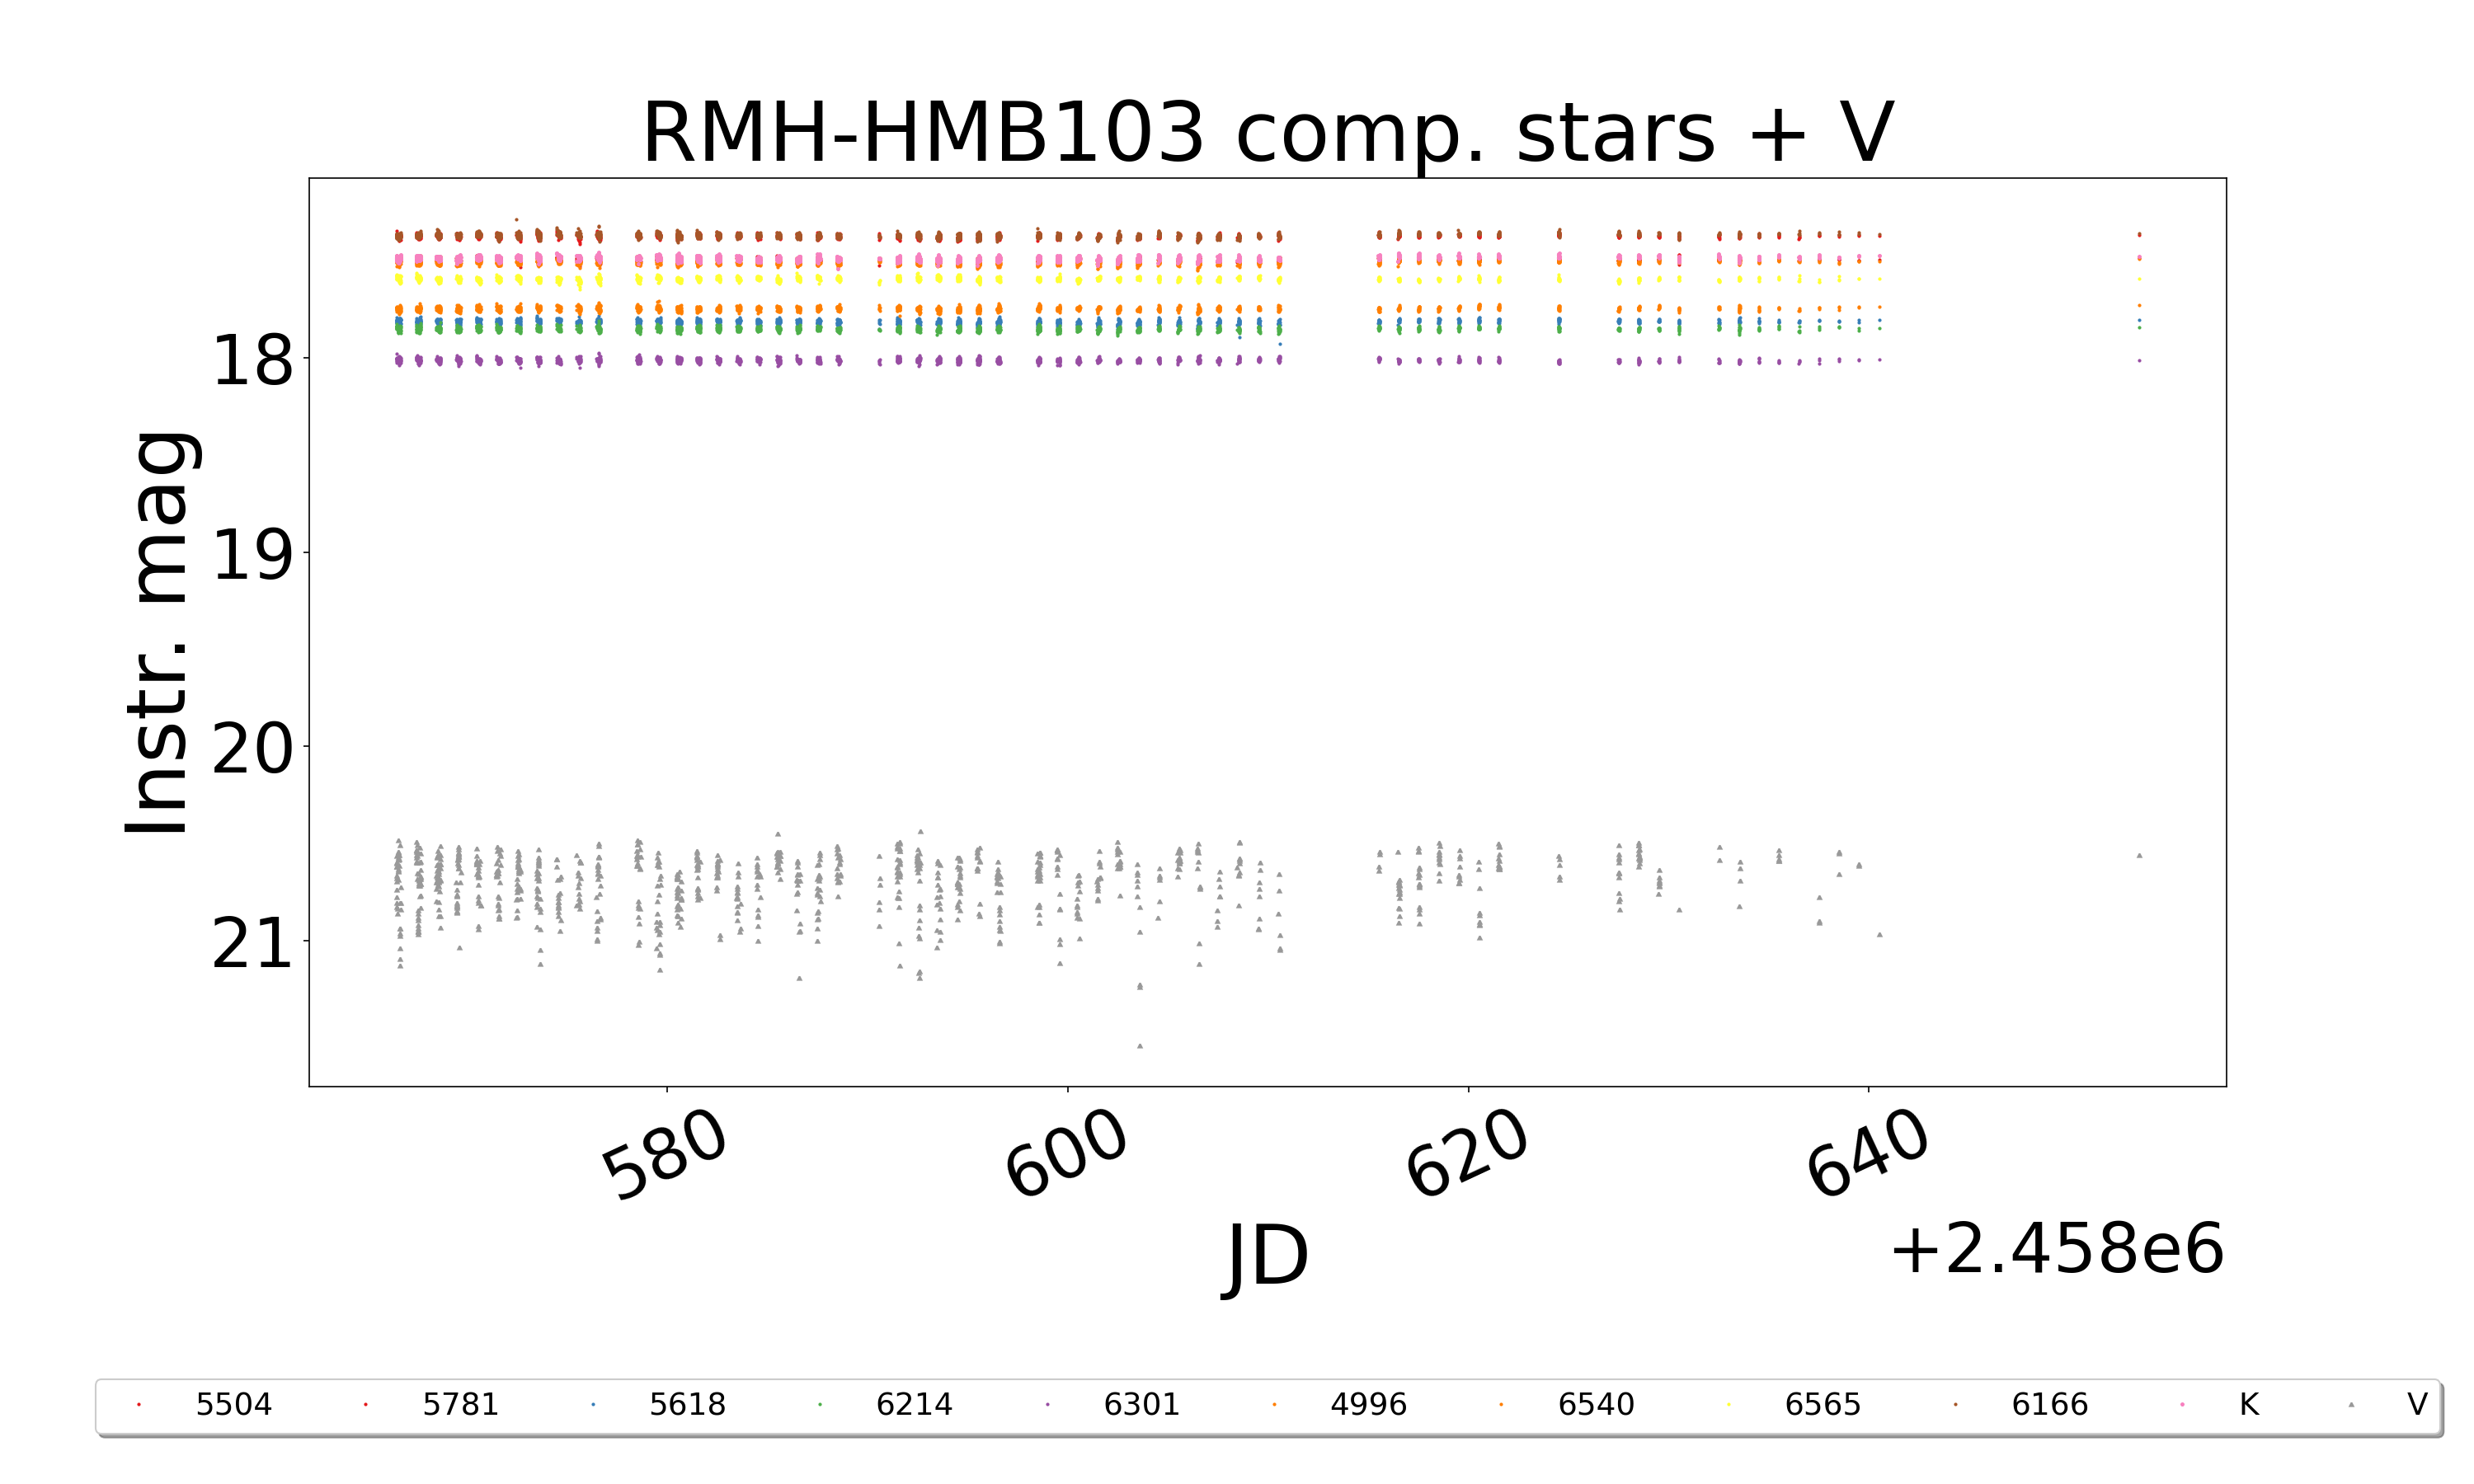 RMH-HMB103 comp. stars + V
Instr. mag
18
19
20
21
580 600 620 640
JD
+2.458e6
5504 5781 5618 6214 6301 4996 6540 6565 6166 K V